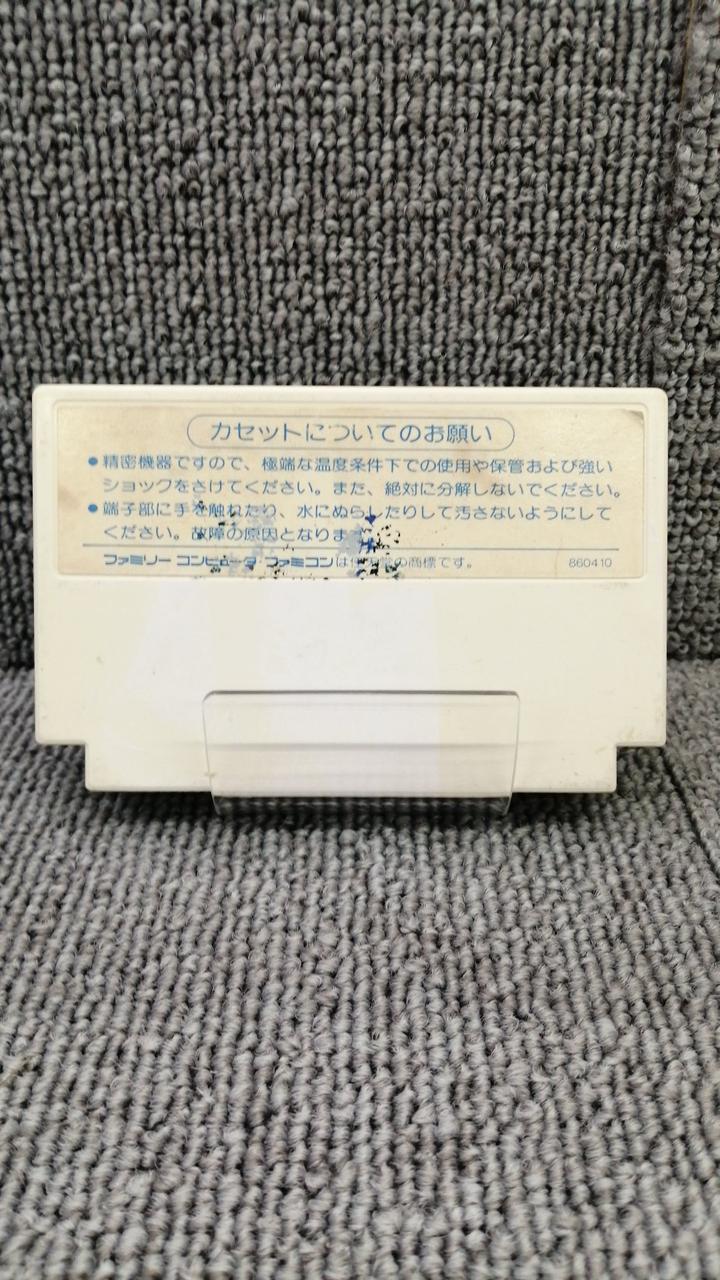 カセットについてのお願い
●精密機器ですので、極端な温度条件下での使用や保管および強い
ショックをさけてください。また、絶対に分解しないでください。
●端子部に手を触れたり、水にぬらしたりして汚さないようにして
ください。故障の原因となりま
ファミリー コンピュータ・ファミコンは の商標です。 860410